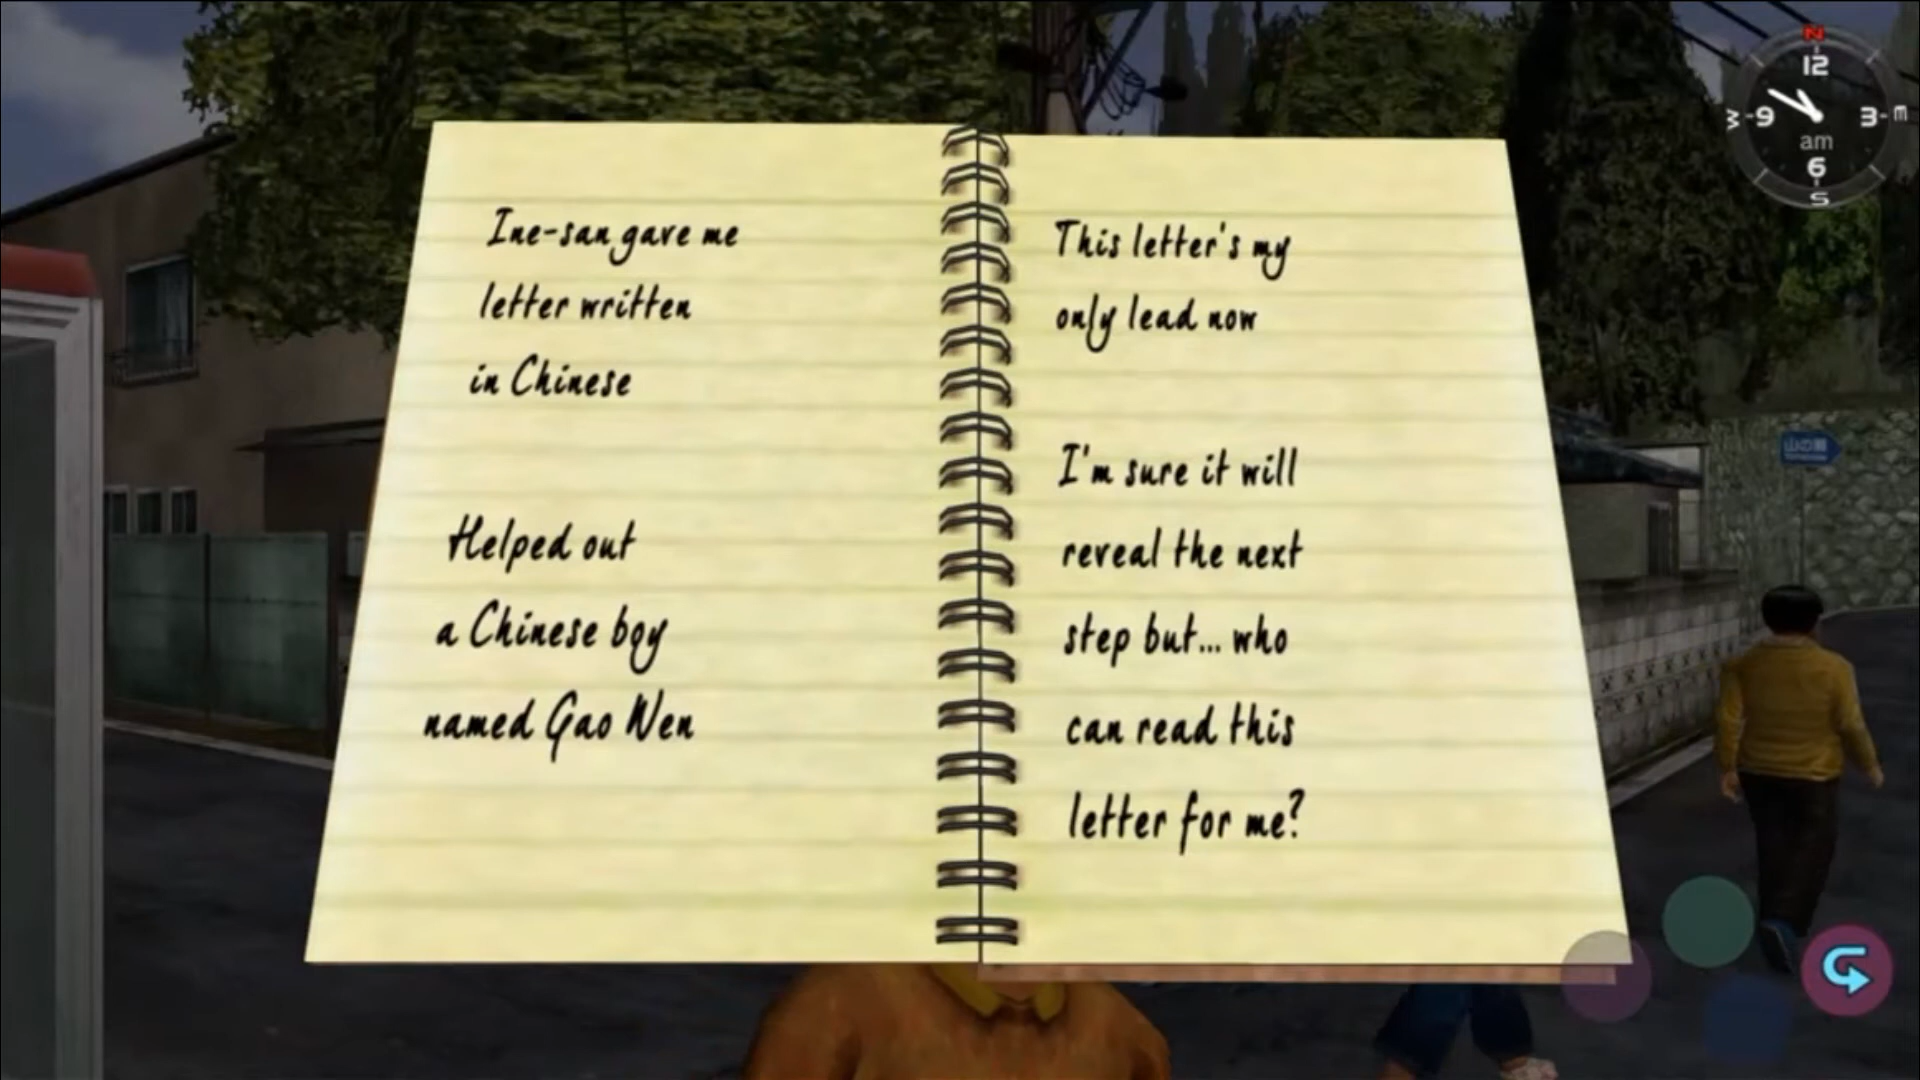 Ine-san gave me
letter written
in Chinese
Helped out
a Chinese boy
named Gao Wen
This letter's my
only lead now
I'm sure it will
reveal the next
step but... who
can read this
letter for me?
N
12
W 9 3 E
am
6
S